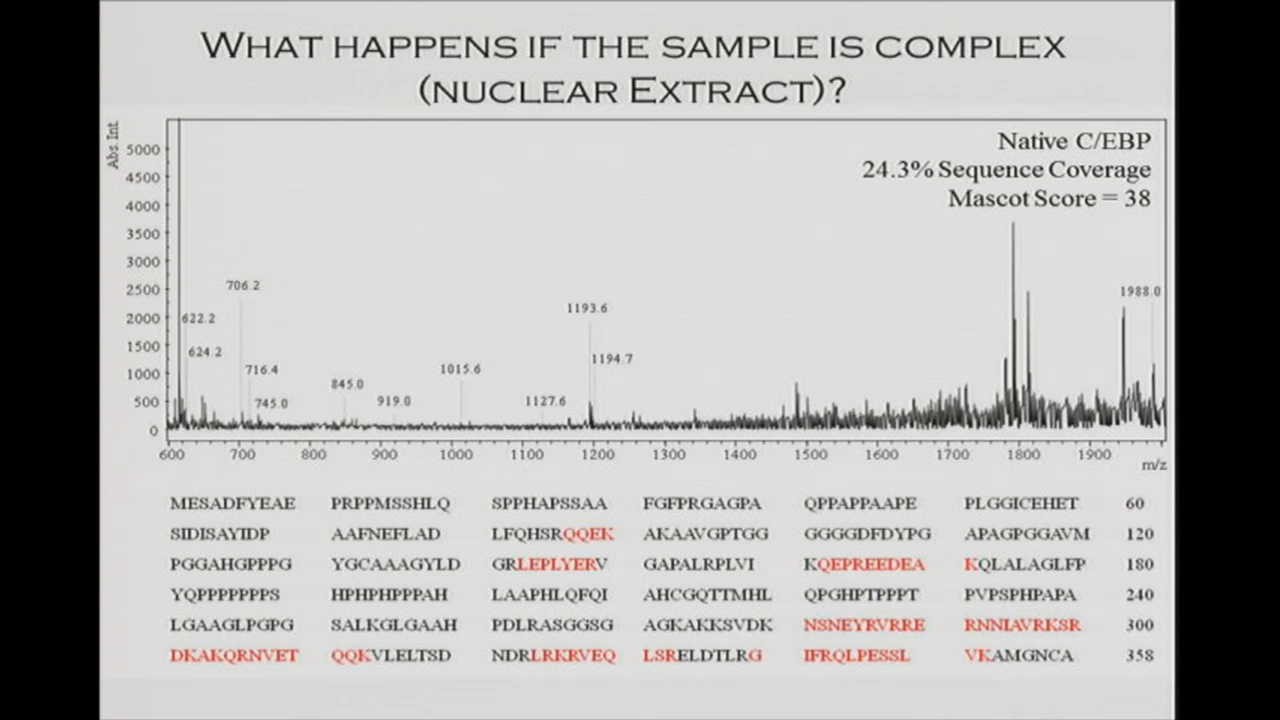 WHAT HAPPENS IF THE SAMPLE IS COMPLEX
(NUCLEAR EXTRACT)?
Native C/EBP
24.3% Sequence Coverage
Mascot Score = 38
Abs. Int.
5000
4500
4000
3500
3000
2500
2000
1500
1000
500
0
706.2
622.2
624.2
716.4
745.0
845.0
919.0
1015.6
1127.6
1193.6
1194.7
1988.0
600 700 800 900 1000 1100 1200 1300 1400 1500 1600 1700 1800 1900
m/z
MESADFYEAE PRPPMSSHLQ SPPHAPSSAA FGFPRGAGPA QPPAPPAAPE PLGGICEHET 60
SIDISAYIDP AAFNEFLAD LFQHSRQQEK AKAAVGPTGG GGGGDFDYPG APAGPGGAVM 120
PGGAHGPPPG YGCAAAGYLD GRLEPLYERV GAPALRPLVI KQEPREEDEA KQLALAGLFP 180
YQPPPPPPPS HPHPHPPPAH LAAPHLQFQI AHCGQTTMHL QPGHPTPPPT PVPSPHPAPA 240
LGAAGLPGPG SALKGLGAAH PDLRASGGSG AGKAKKSVDK NSNEYRVRRE RNNIAVRKSR 300
DKAKQRNVET QQKVLELTSD NDRLRKRVEQ LSRELDTLRG IFRQLPESSL VKAMGNCA 358